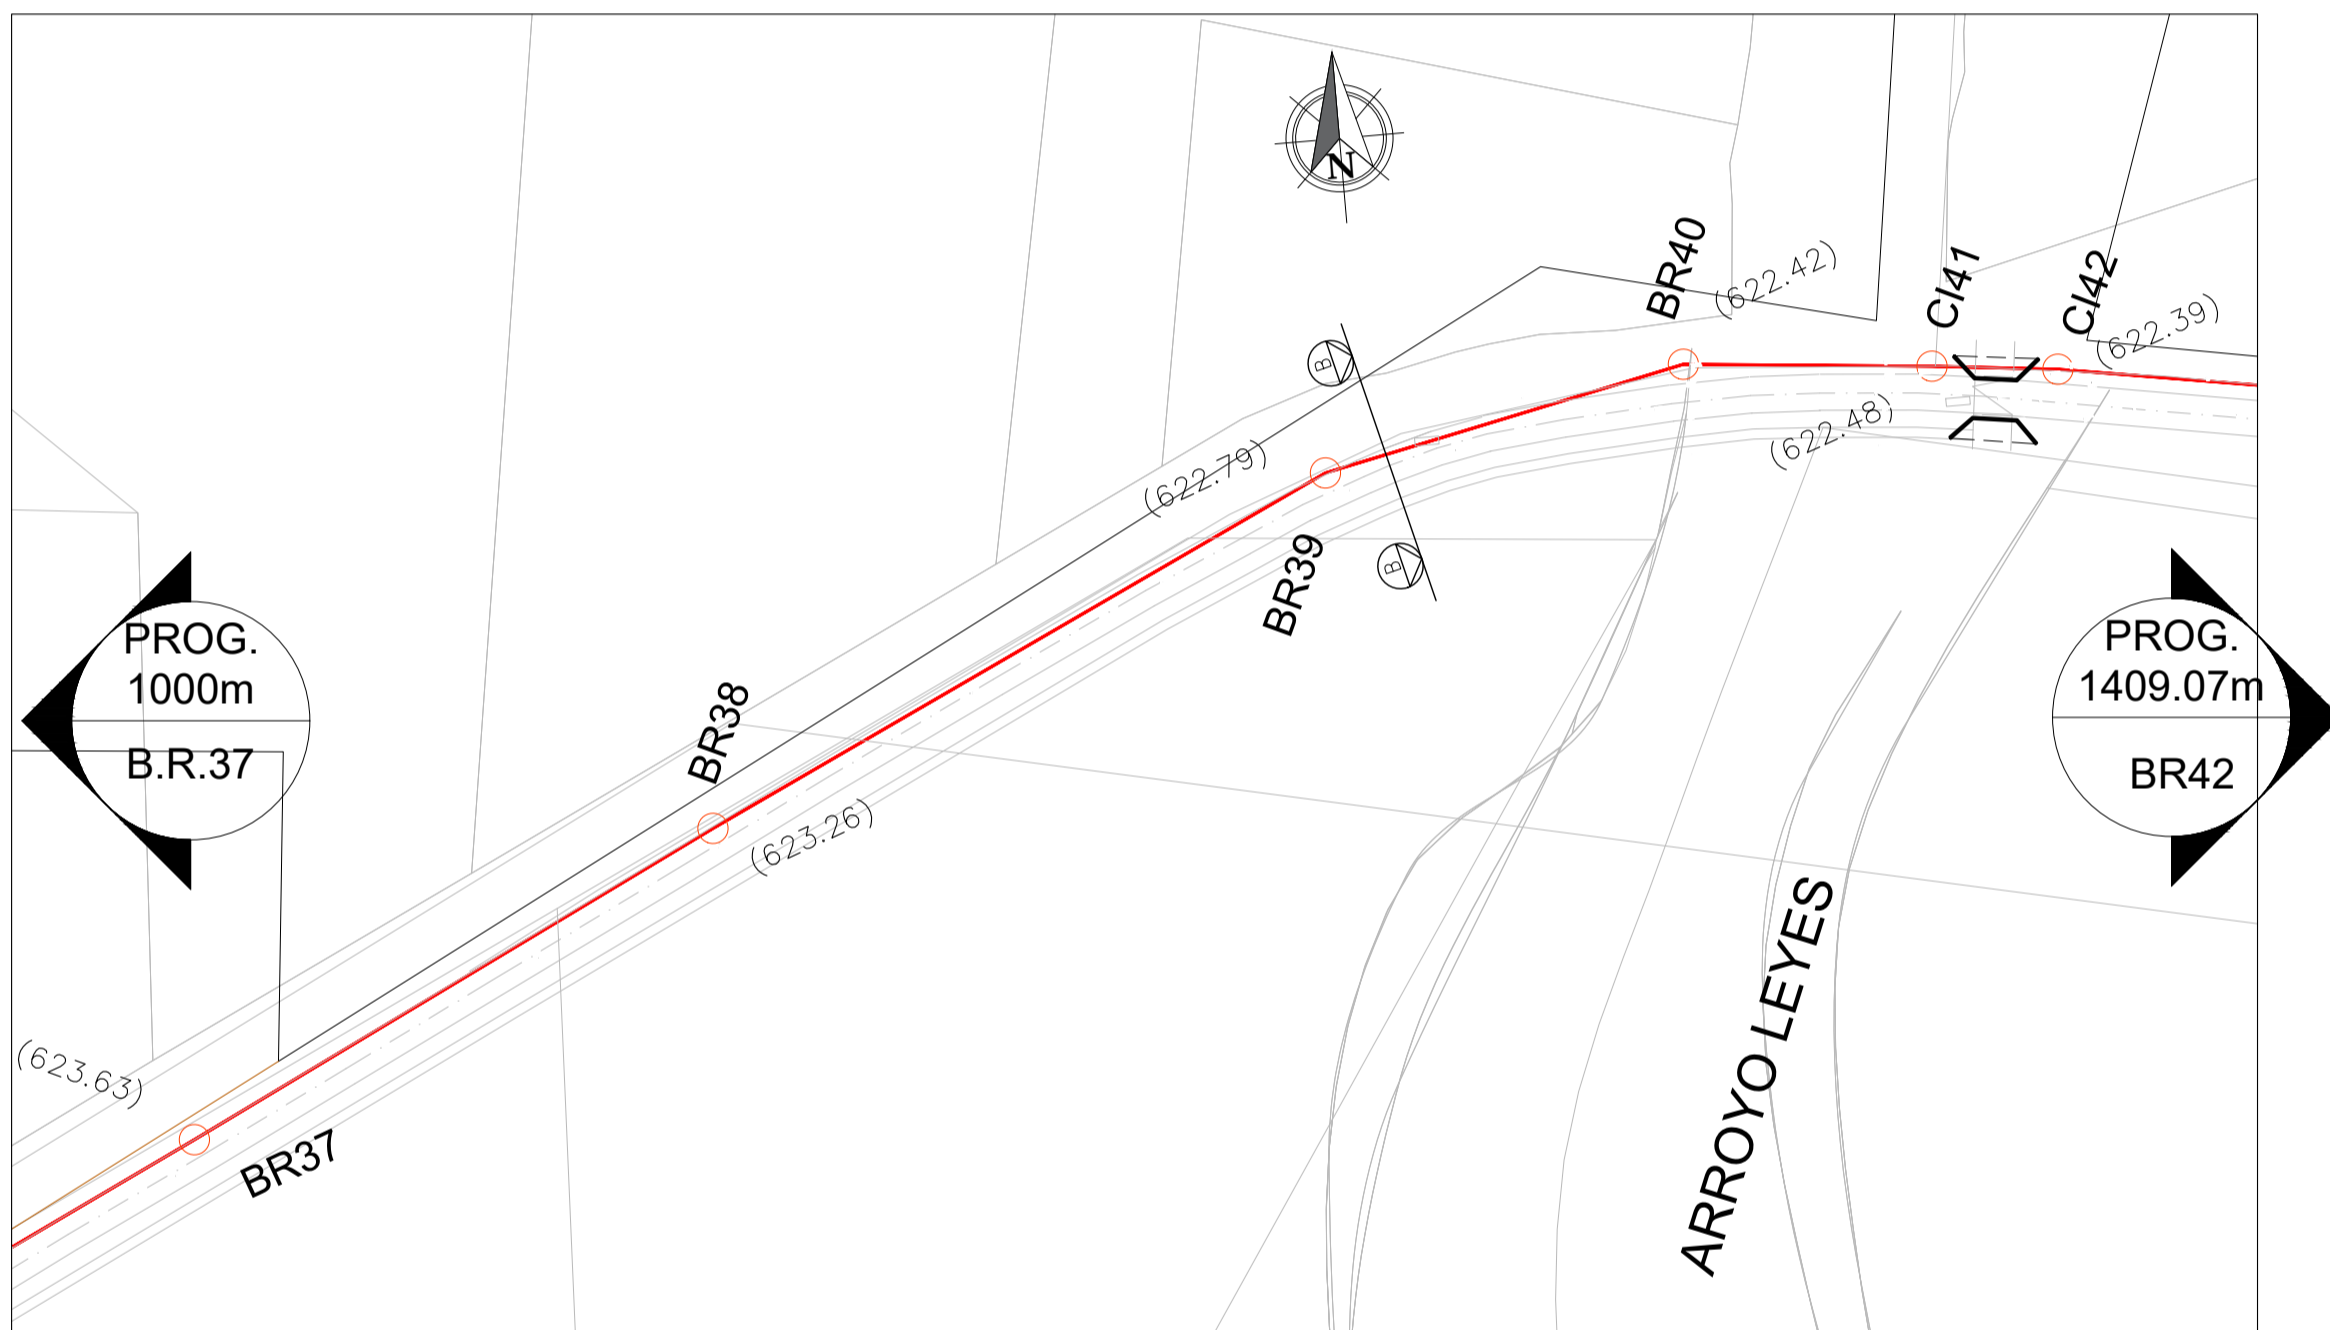 N
BR40
(622.42)
CI41
CI42
(622.39)
B
(622.79)
(622.48)
BR39
B
PROG.
1000m
B.R.37
BR38
PROG.
1409.07m
BR42
(623.26)
ARROYO LEYES
(623.63)
BR37